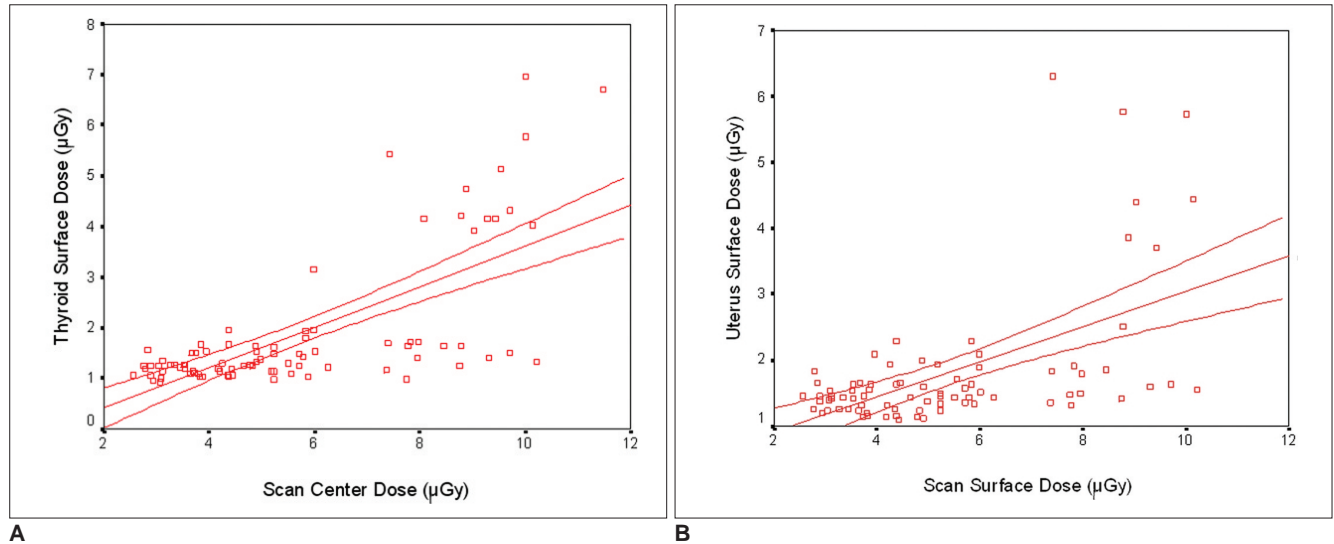 8
7
6
5
4
3
2
1
0
Thyroid Surface Dose (µGy)
2 4 6 8 10 12
Scan Center Dose (µGy)
A
7
6
5
4
3
2
1
Uterus Surface Dose (µGy)
2 4 6 8 10 12
Scan Surface Dose (µGy)
B